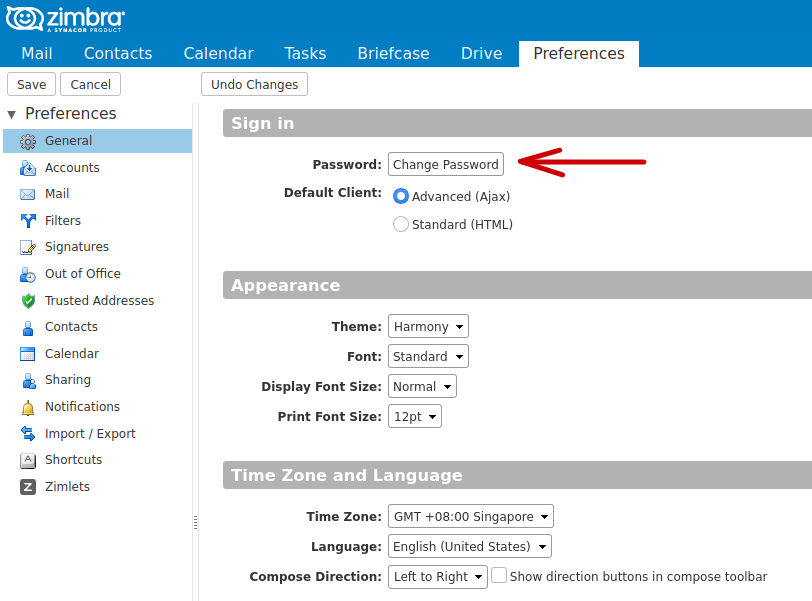 zimbra
A SYNACOR PRODUCT
Mail Contacts Calendar Tasks Briefcase Drive Preferences
Save Cancel Undo Changes
Preferences
General
Accounts
Mail
Filters
Signatures
Out of Office
Trusted Addresses
Contacts
Calendar
Sharing
Notifications
Import / Export
A Shortcuts
Z Zimlets
Sign in
Password: Change Password
Default Client: Advanced (Ajax)
Standard (HTML)
Appearance
Theme: Harmony
Font: Standard
Display Font Size: Normal
Print Font Size: 12pt
Time Zone and Language
Time Zone: GMT +08:00 Singapore
Language: English (United States)
Compose Direction: Left to Right Show direction buttons in compose toolbar